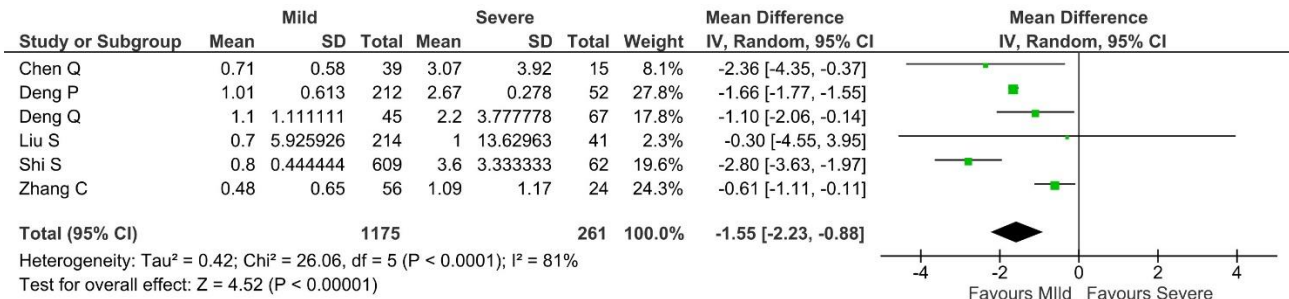 Mild Severe Mean Difference Mean Difference
Study or Subgroup Mean SD Total Mean SD Total Weight IV, Random, 95% CI IV, Random, 95% CI
Chen Q 0.71 0.58 39 3.07 3.92 15 8.1% -2.36 [-4.35, -0.37]
Deng P 1.01 0.613 212 2.67 0.278 52 27.8% -1.66 [-1.77, -1.55]
Deng Q 1.1 1.111111 45 2.2 3.777778 67 17.8% -1.10 [-2.06, -0.14]
Liu S 0.7 5.925926 214 1 13.62963 41 2.3% -0.30 [-4.55, 3.95]
Shi S 0.8 0.444444 609 3.6 3.333333 62 19.6% -2.80 [-3.63, -1.97]
Zhang C 0.48 0.65 56 1.09 1.17 24 24.3% -0.61 [-1.11, -0.11]
Total (95% CI) 1175 261 100.0% -1.55 [-2.23, -0.88]
Heterogeneity: Tau² = 0.42; Chi² = 26.06, df = 5 (P < 0.0001); I² = 81%
Test for overall effect: Z = 4.52 (P < 0.00001)
-4 -2 0 2 4
Favours MIld Favours Severe